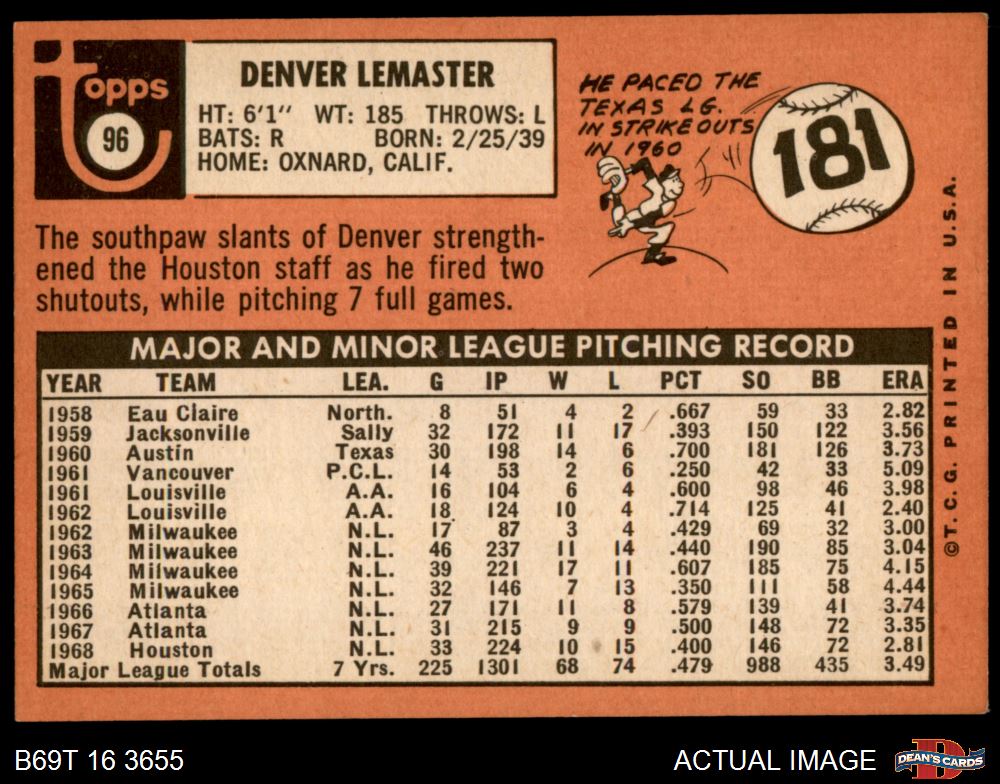 Topps
96
DENVER LEMASTER
HT: 6'1" WT: 185 THROWS: L
BATS: R BORN: 2/25/39
HOME: OXNARD, CALIF.
HE PACED THE
TEXAS LG.
IN STRIKEOUTS
IN 1960
181
The southpaw slants of Denver strength-
ened the Houston staff as he fired two
shutouts, while pitching 7 full games.
MAJOR AND MINOR LEAGUE PITCHING RECORD
YEAR TEAM LEA. G IP W L PCT SO BB ERA
1958 Eau Claire North. 8 51 4 2 .667 59 33 2.82
1959 Jacksonville Sally 32 172 11 17 .393 150 122 3.56
1960 Austin Texas 30 198 14 6 .700 181 126 3.73
1961 Vancouver P.C.L. 14 53 2 6 .250 42 33 5.09
1961 Louisville A.A. 16 104 6 4 .600 98 46 3.98
1962 Louisville A.A. 18 124 10 4 .714 125 41 2.40
1962 Milwaukee N.L. 17 87 3 4 .429 69 32 3.00
1963 Milwaukee N.L. 46 237 11 14 .440 190 85 3.04
1964 Milwaukee N.L. 39 221 17 11 .607 185 75 4.15
1965 Milwaukee N.L. 32 146 7 13 .350 111 58 4.44
1966 Atlanta N.L. 27 171 11 8 .579 139 41 3.74
1967 Atlanta N.L. 31 215 9 9 .500 148 72 3.35
1968 Houston N.L. 33 224 10 15 .400 146 72 2.81
Major League Totals 7 Yrs. 225 1301 68 74 .479 988 435 3.49
©T.C.G. PRINTED IN U.S.A.
B69T 16 3655
ACTUAL IMAGE
D
DEAN'S CARDS